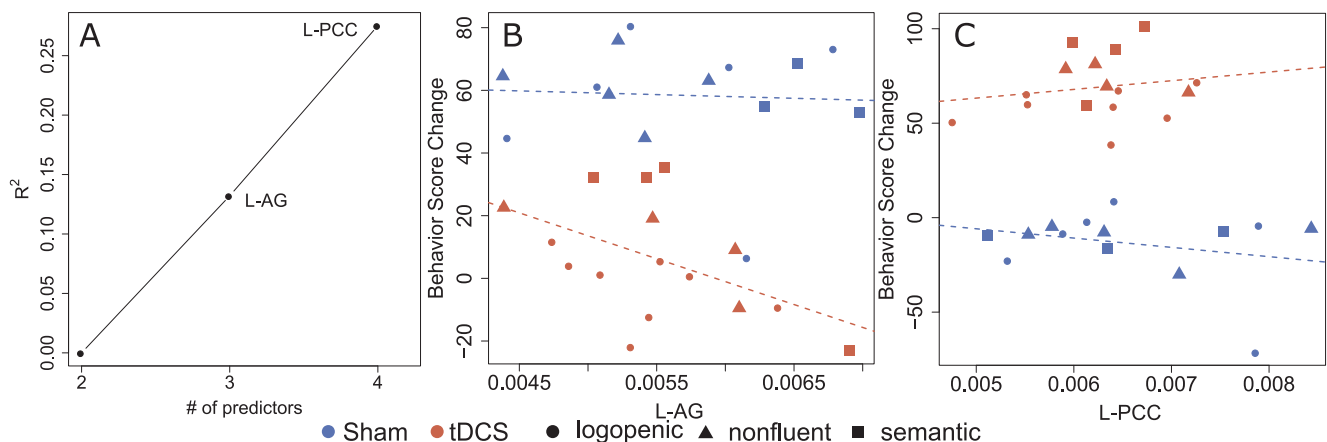 A
R²
0.25
0.20
0.15
0.10
0.05
0.00
L-PCC
L-AG
2
3
4
# of predictors
B
Behavior Score Change
80
60
40
20
0
−20
0.0045
0.0055
0.0065
L-AG
C
Behavior Score Change
100
50
0
−50
0.005
0.006
0.007
0.008
L-PCC
Sham
tDCS
logopenic
nonfluent
semantic